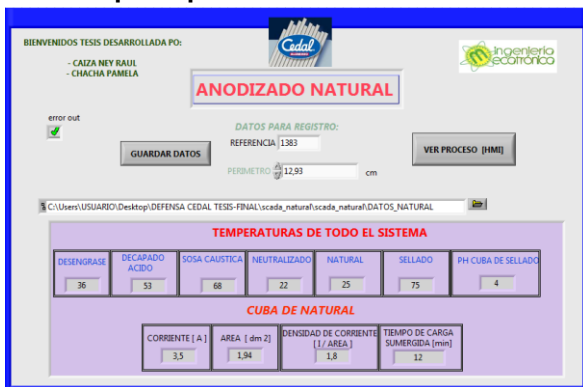 BIENVENIDOS TESIS DESARROLLADA PO:
- CAIZA NEY RAUL
- CHACHA PAMELA
Cedal
Ingeniería
Mecatrónica
ANODIZADO NATURAL
error out
GUARDAR DATOS
DATOS PARA REGISTRO:
REFERENCIA 1383
PERIMETRO 12,93 cm
VER PROCESO [HMI]
C:\Users\USUARIO\Desktop\DEFENSA CEDAL TESIS-FINAL\scada_natural\scada_natural\DATOS_NATURAL
TEMPERATURAS DE TODO EL SISTEMA
DESENGRASE DECAPADO ACIDO SOSA CAUSTICA NEUTRALIZADO NATURAL SELLADO PH CUBA DE SELLADO
36 53 68 22 25 75 4
CUBA DE NATURAL
CORRIENTE [ A ] AREA [ dm 2] DENSIDAD DE CORRIENTE [ I / AREA ] TIEMPO DE CARGA SUMERGIDA [min]
3,5 1,94 1,8 12